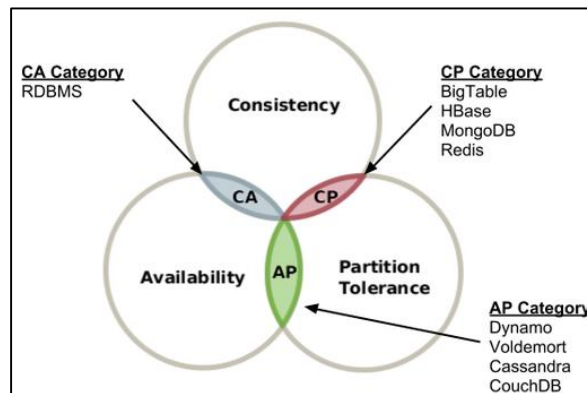 CA Category
RDBMS
CP Category
BigTable
HBase
MongoDB
Redis
Consistency
CA
CP
Availability
AP
Partition
Tolerance
AP Category
Dynamo
Voldemort
Cassandra
CouchDB